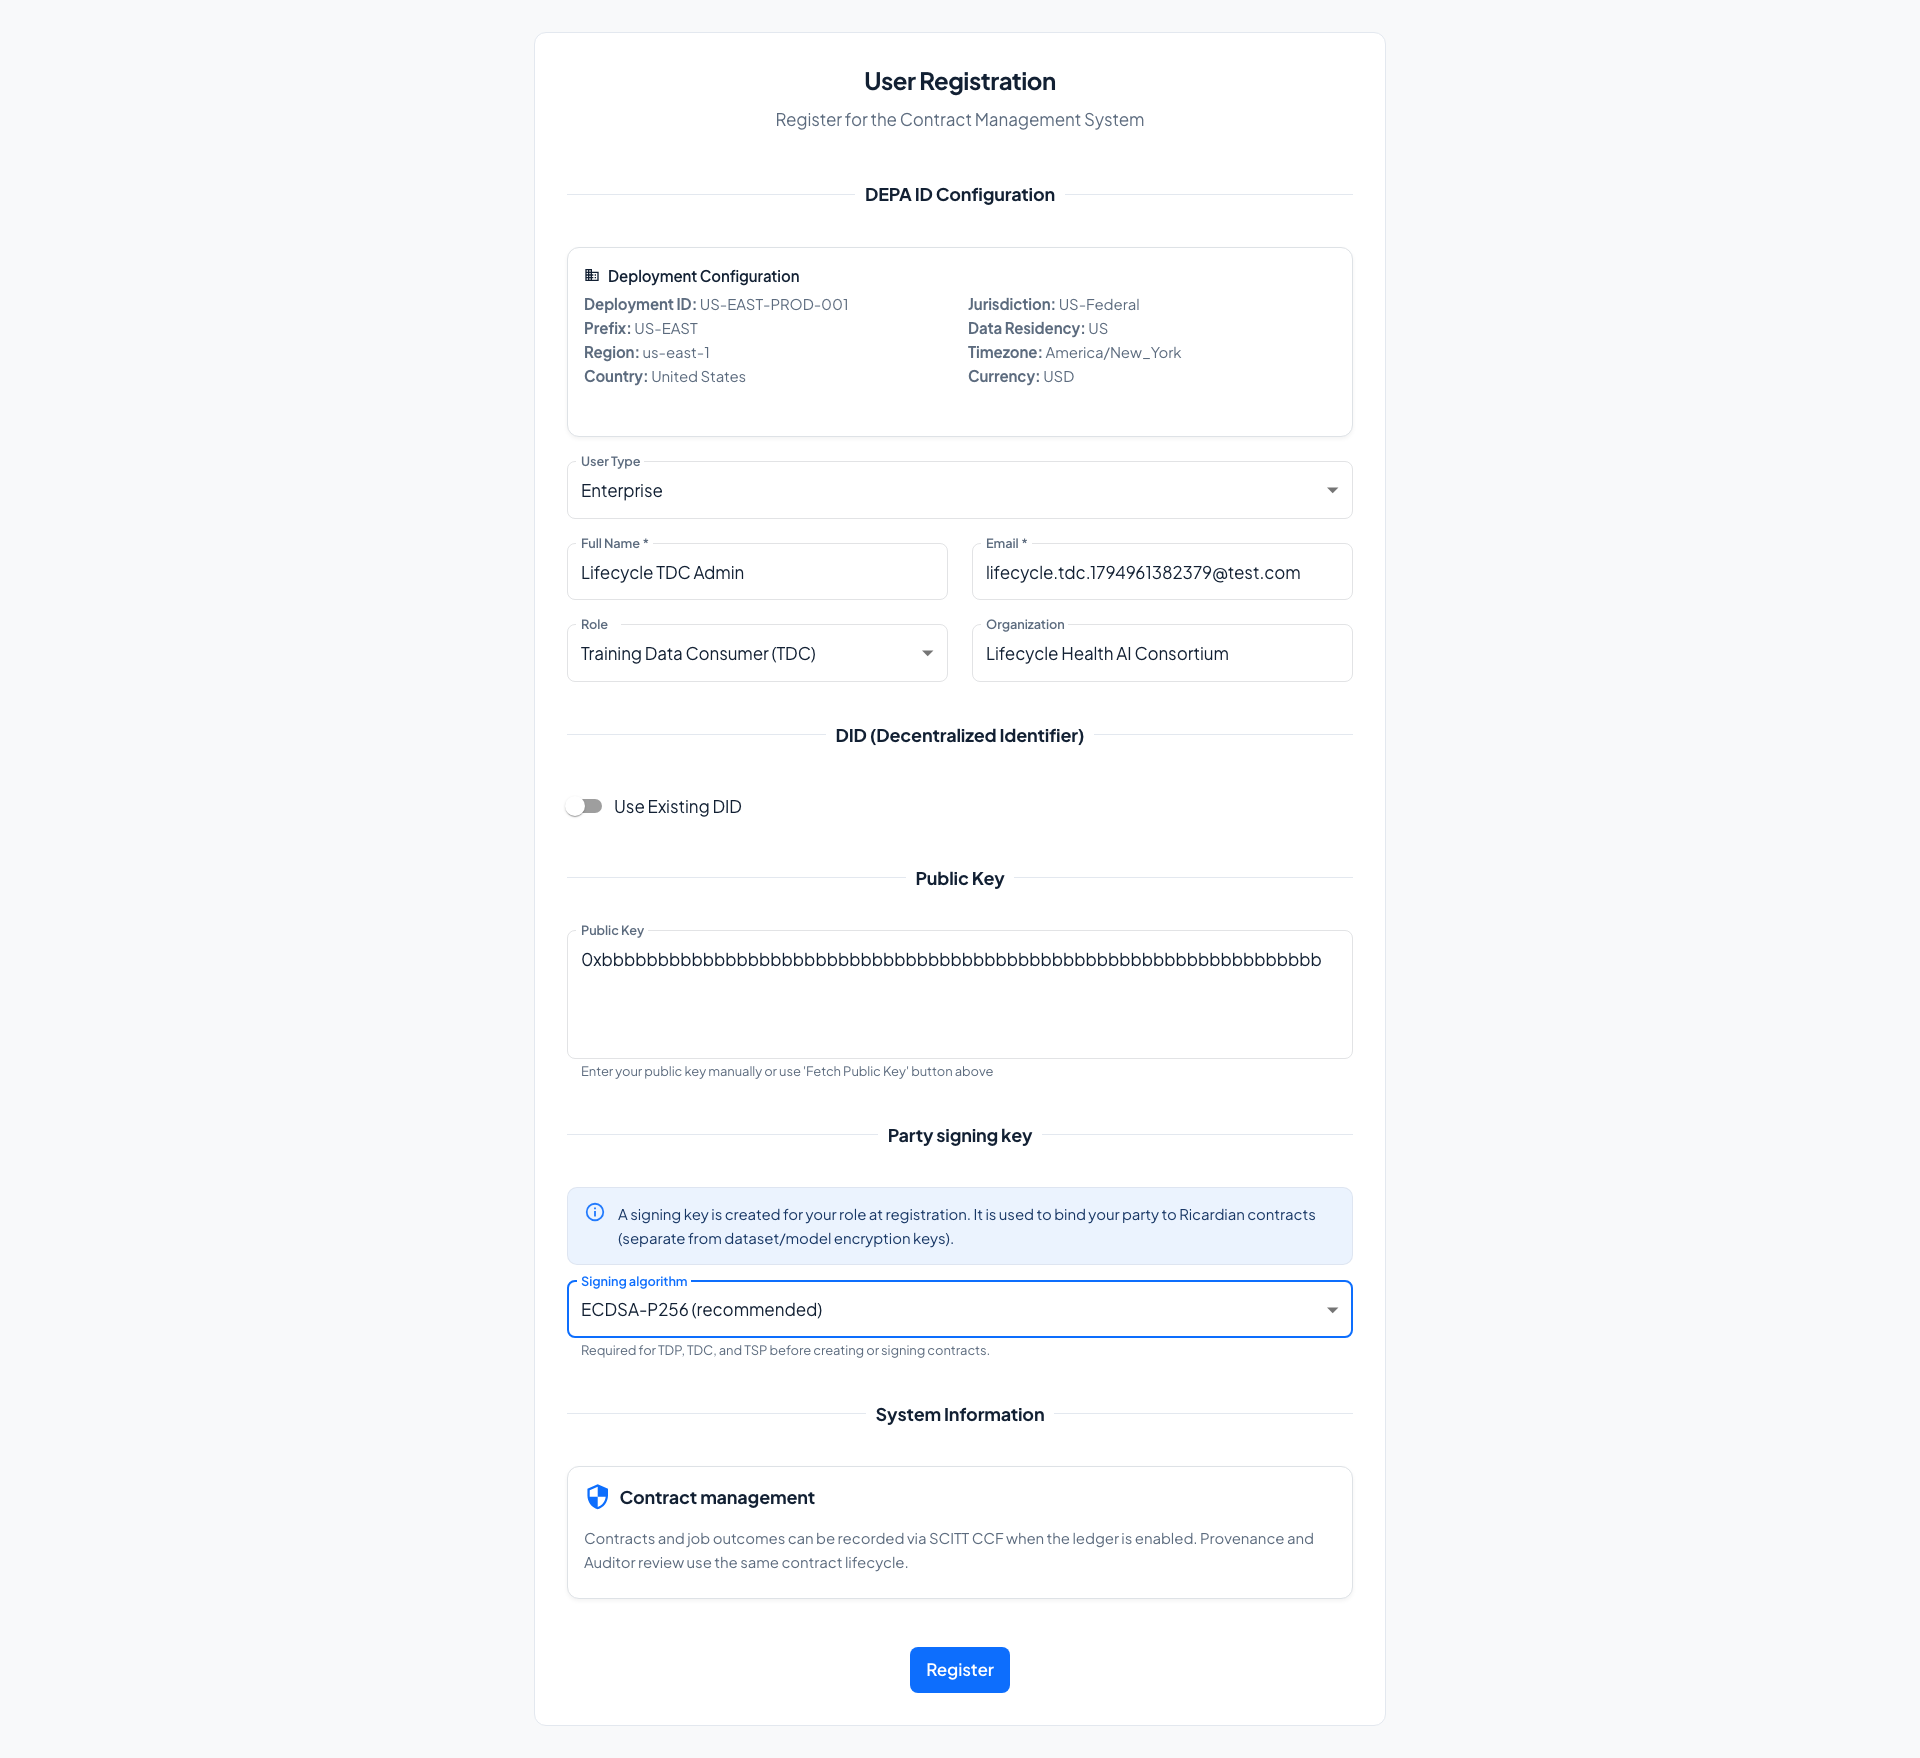 User Registration
Register for the Contract Management System
DEPA ID Configuration
Deployment Configuration
Deployment ID: US-EAST-PROD-001
Prefix: US-EAST
Region: us-east-1
Country: United States
Jurisdiction: US-Federal
Data Residency: US
Timezone: America/New_York
Currency: USD
User Type
Enterprise
Full Name *
Lifecycle TDC Admin
Email *
lifecycle.tdc.1794961382379@test.com
Role
Training Data Consumer (TDC)
Organization
Lifecycle Health AI Consortium
DID (Decentralized Identifier)
Use Existing DID
Public Key
Public Key
0xbbbbbbbbbbbbbbbbbbbbbbbbbbbbbbbbbbbbbbbbbbbbbbbbbbbbbbbbbbbbbbbb
Enter your public key manually or use 'Fetch Public Key' button above
Party signing key
A signing key is created for your role at registration. It is used to bind your party to Ricardian contracts
(separate from dataset/model encryption keys).
Signing algorithm
ECDSA-P256 (recommended)
Required for TDP, TDC, and TSP before creating or signing contracts.
System Information
Contract management
Contracts and job outcomes can be recorded via SCITT CCF when the ledger is enabled. Provenance and
Auditor review use the same contract lifecycle.
Register